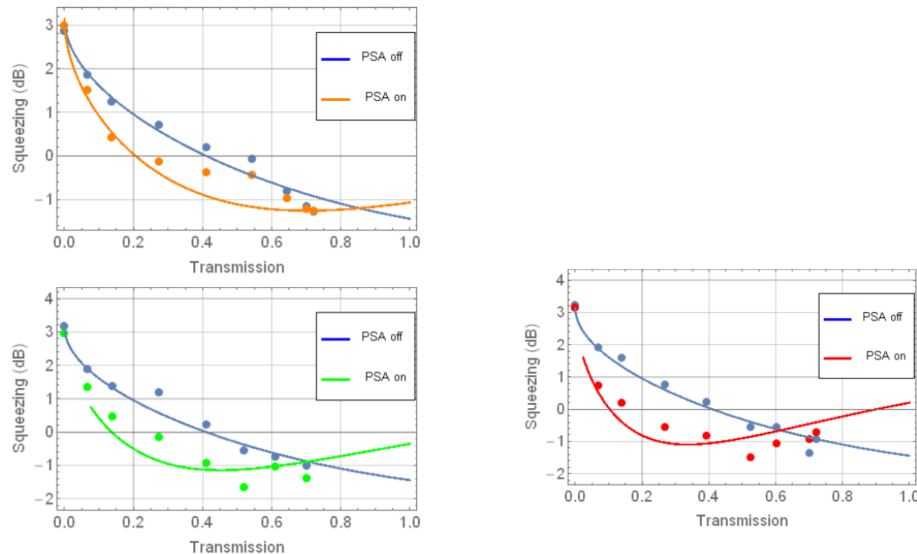 3
2
1
0
−1
Squeezing (dB)
PSA off
PSA on
0.0 0.2 0.4 0.6 0.8 1.0
Transmission
4
3
2
1
0
−1
−2
Squeezing (dB)
PSA off
PSA on
0.0 0.2 0.4 0.6 0.8 1.0
Transmission
4
3
2
1
0
−1
−2
Squeezing (dB)
PSA off
PSA on
0.0 0.2 0.4 0.6 0.8 1.0
Transmission